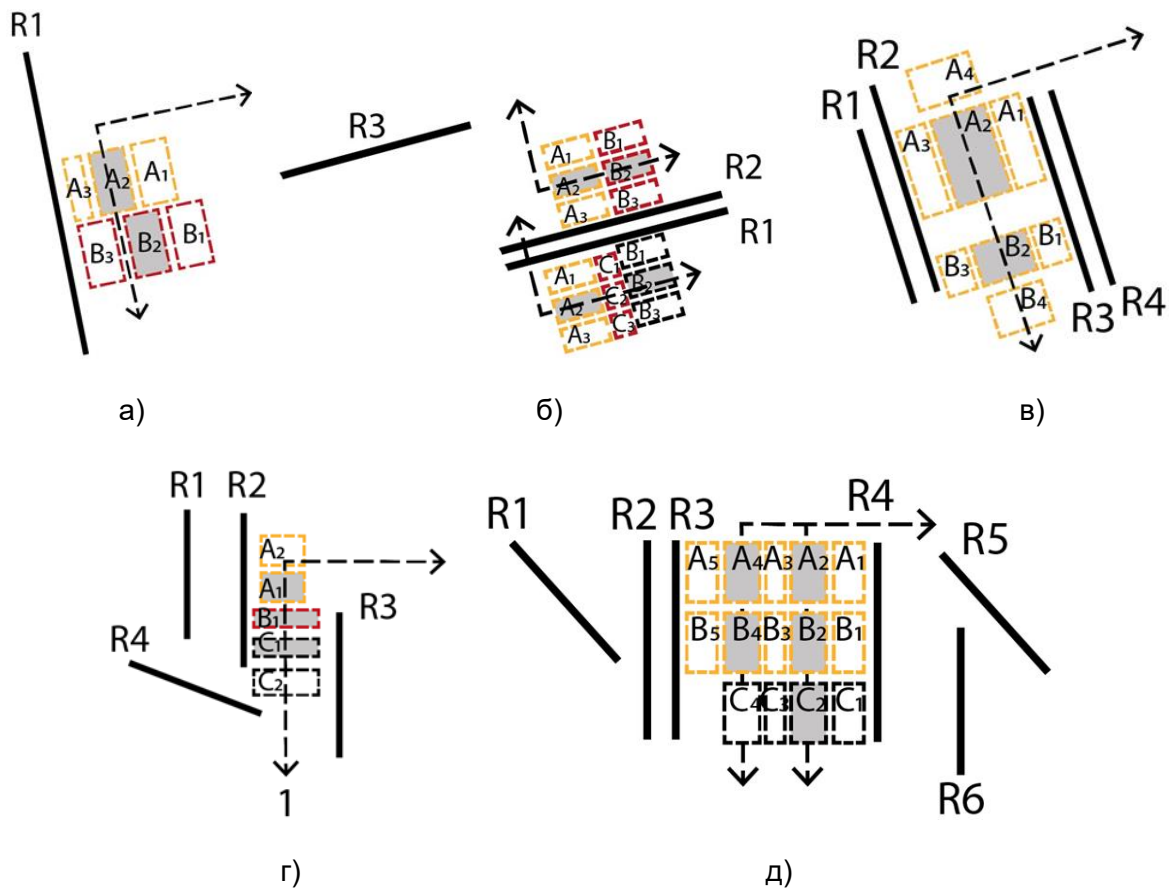 R1
A3 A2 A1
B3 B2 B1
а)
R3
A1 B1
A2 B2
A3 B3
R2
R1
A1 C1 B1
A2 C2 B2
A3 C3 B3
б)
R2
R1
A4
A3 A2 A1
B3 B2 B1
B4
R3 R4
в)
R1 R2
A2
A1
B1
C1
C2
R3
R4
1
г)
R1
R2 R3
R4
R5
A5 A4 A3 A2 A1
B5 B4 B3 B2 B1
C4 C3 C2 C1
R6
д)